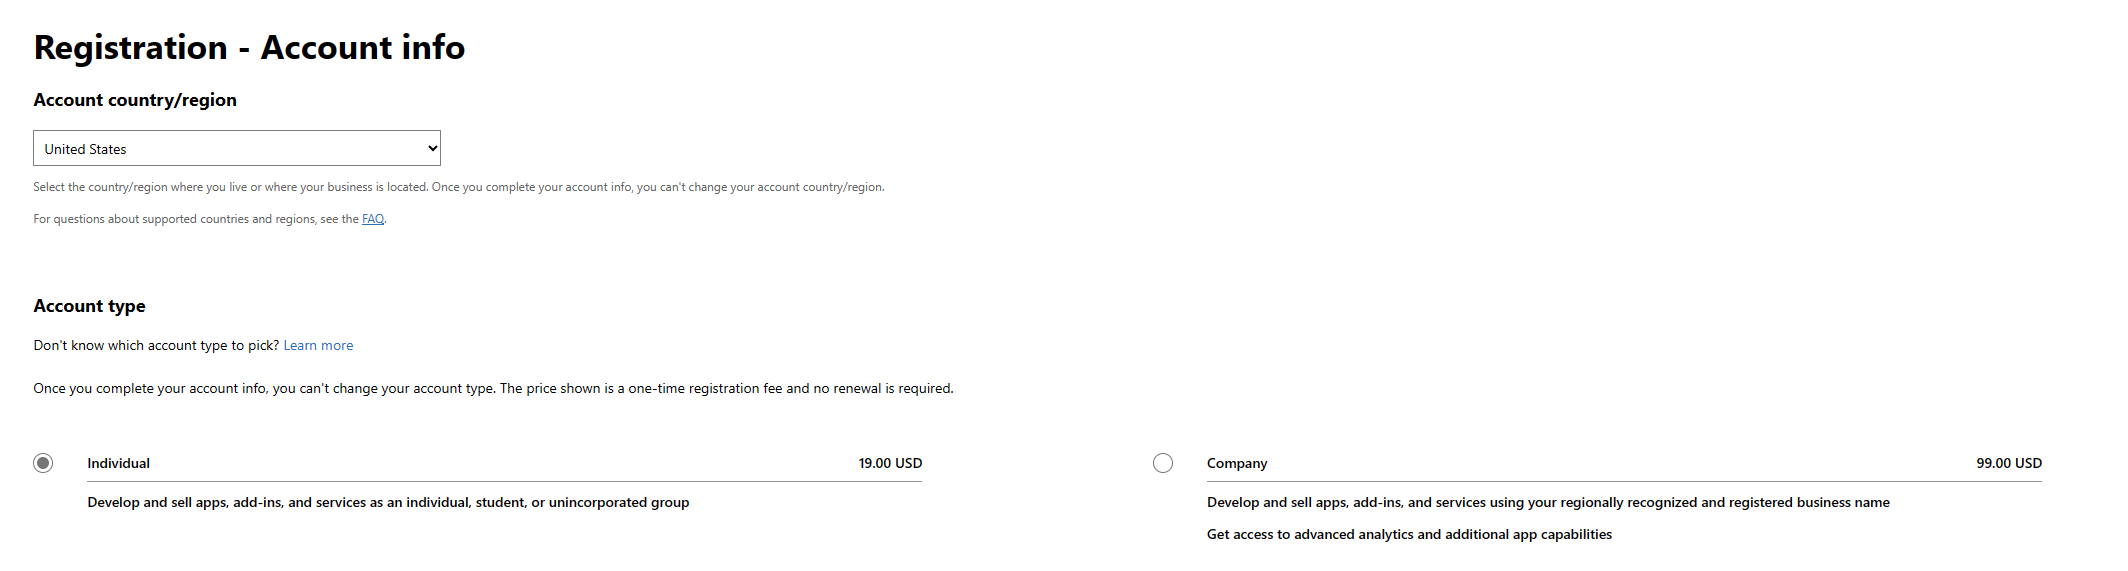 Registration - Account info
Account country/region
United States
Select the country/region where you live or where your business is located. Once you complete your account info, you can't change your account country/region.
For questions about supported countries and regions, see the FAQ.
Account type
Don't know which account type to pick? Learn more
Once you complete your account info, you can't change your account type. The price shown is a one-time registration fee and no renewal is required.
Individual 19.00 USD
Develop and sell apps, add-ins, and services as an individual, student, or unincorporated group
Company 99.00 USD
Develop and sell apps, add-ins, and services using your regionally recognized and registered business name
Get access to advanced analytics and additional app capabilities